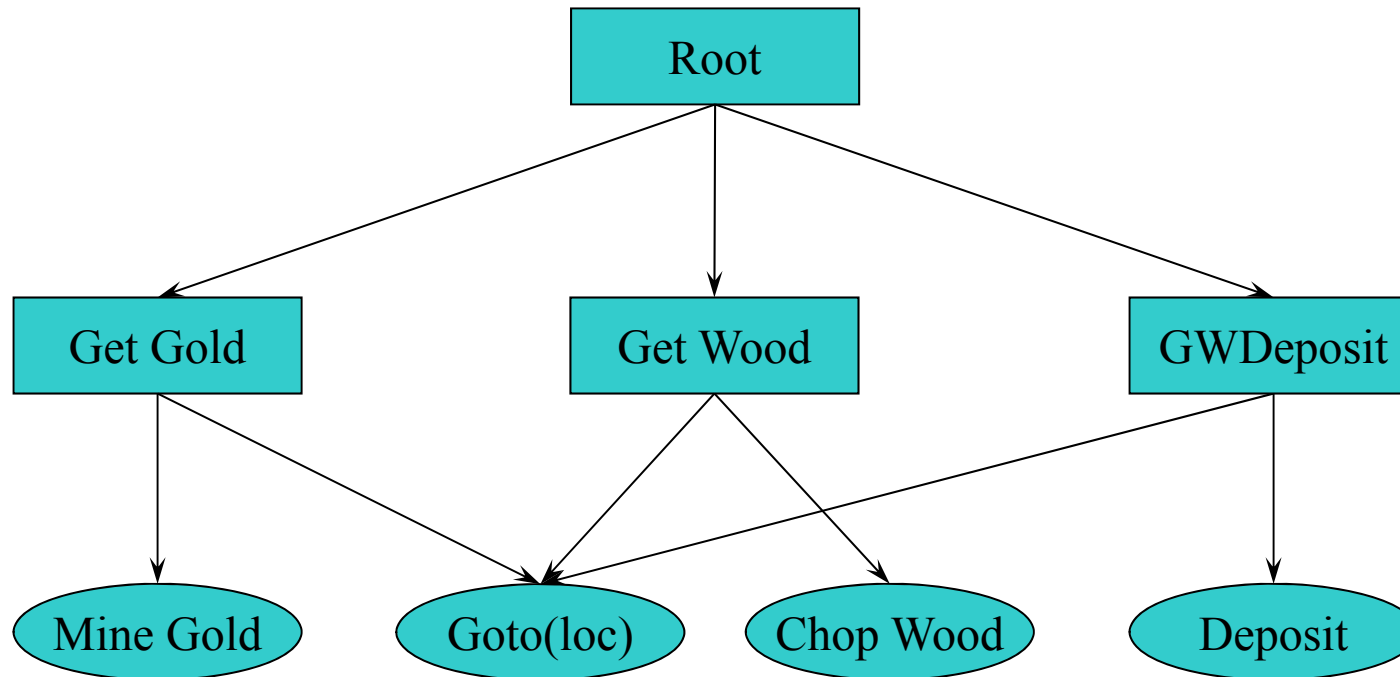 Root
Get Gold
Get Wood
GWDeposit
Mine Gold
Goto(loc)
Chop Wood
Deposit